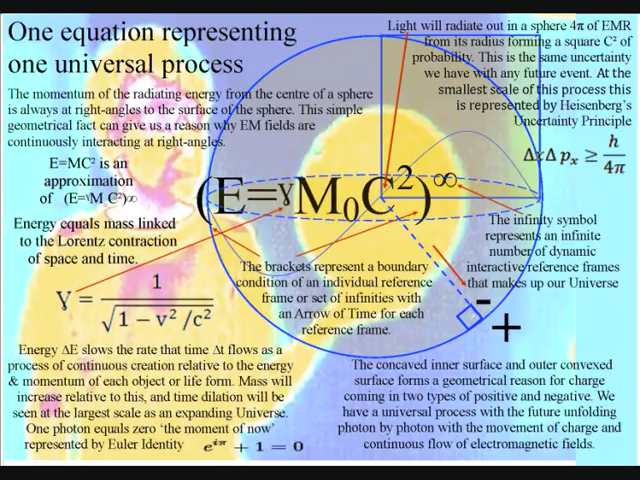 One equation representing
one universal process
The momentum of the radiating energy from the centre of a sphere
is always at right-angles to the surface of the sphere. This simple
geometrical fact can give us a reason why EM fields are
continuously interacting at right-angles.
E=MC² is an
approximation
of (E=γM C²)∞
Energy equals mass linked
to the Lorentz contraction
of space and time.
γ = 1 / √1 − v²/c²
Energy ΔE slows the rate that time Δt flows as a
process of continuous creation relative to the energy
& momentum of each object or life form. Mass will
increase relative to this, and time dilation will be
seen at the largest scale as an expanding Universe.
One photon equals zero ‘the moment of now’
represented by Euler Identity e^iπ + 1 = 0
(E=γM₀C²)∞
The brackets represent a boundary
condition of an individual reference
frame or set of infinities with
an Arrow of Time for each
reference frame.
Light will radiate out in a sphere 4π of EMR
from its radius forming a square C² of
probability. This is the same uncertainty
we have with any future event. At the
smallest scale of this process this
is represented by Heisenberg's
Uncertainty Principle
Δx Δ pₓ ≥ h / 4π
The infinity symbol
represents an infinite
number of dynamic
interactive reference frames
that makes up our Universe
-
+
The concaved inner surface and outer convexed
surface forms a geometrical reason for charge
coming in two types of positive and negative. We
have a universal process with the future unfolding
photon by photon with the movement of charge and
continuous flow of electromagnetic fields.